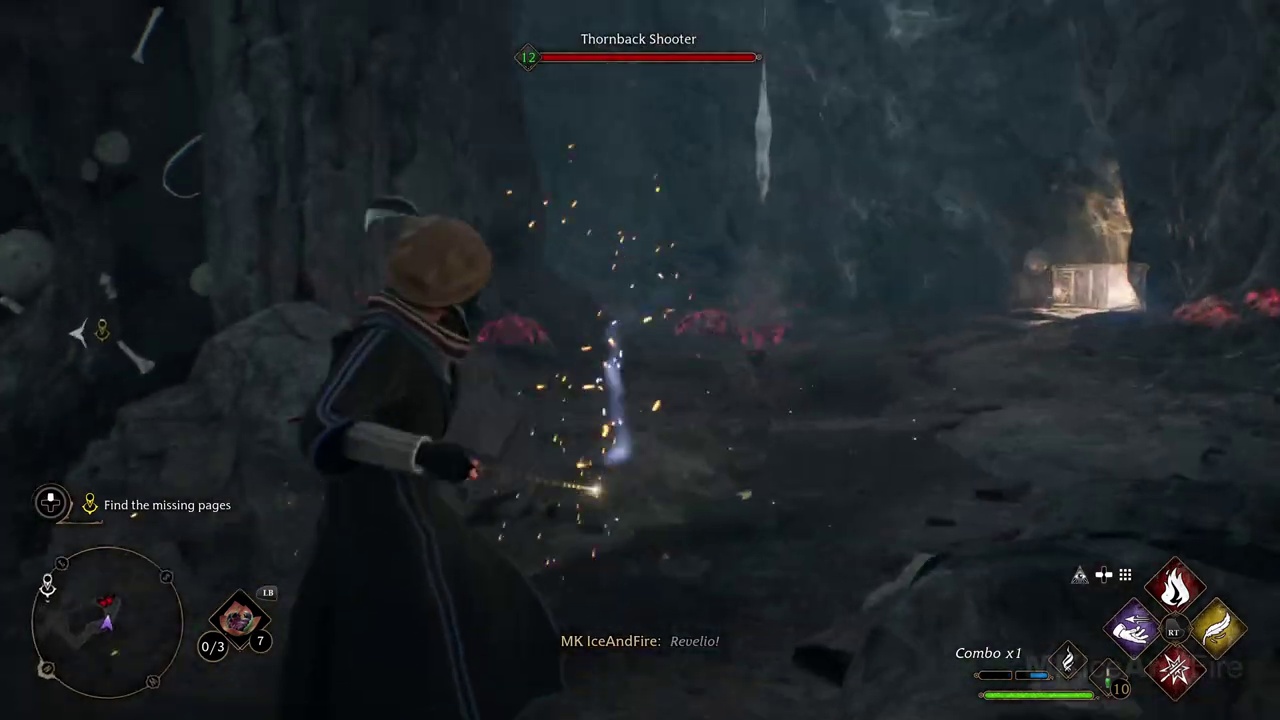 Thornback Shooter
12
Find the missing pages
LB
0/3
7
MK IceAndFire: Revelio!
RT
Combo x1
10